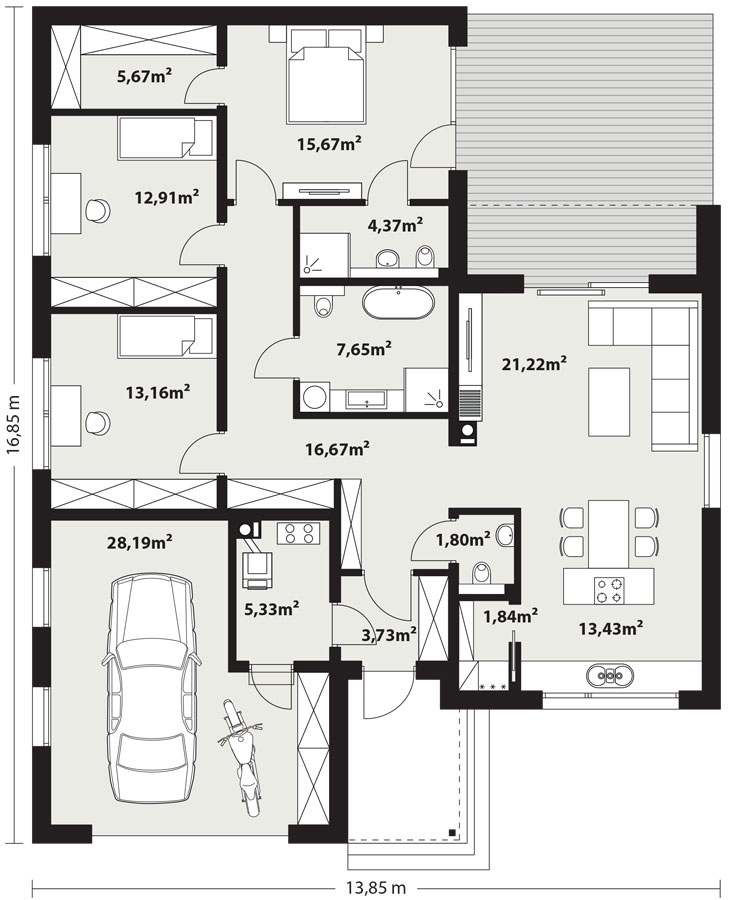 5,67m²
15,67m²
12,91m²
4,37m²
7,65m²
21,22m²
13,16m²
16,85 m
16,67m²
28,19m²
1,80m²
5,33m²
1,84m²
3,73m²
13,43m²
13,85 m